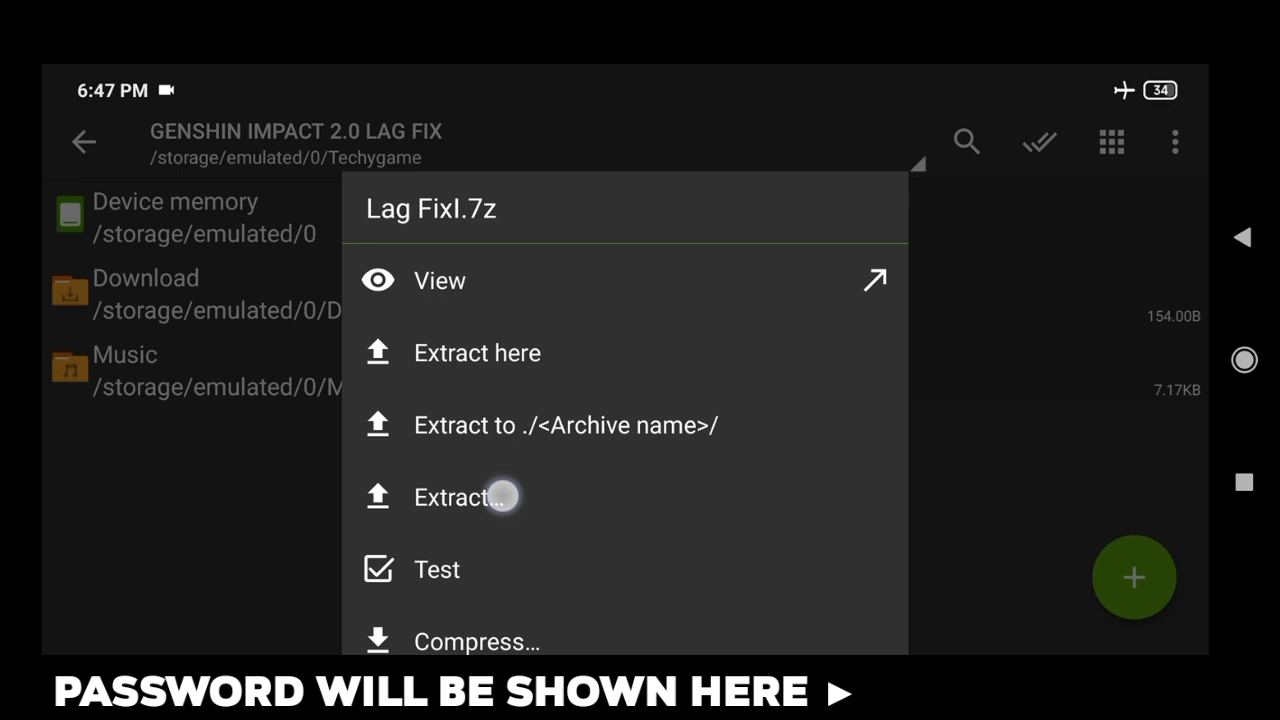 6:47 PM
34
GENSHIN IMPACT 2.0 LAG FIX
/storage/emulated/0/Techygame
Device memory
/storage/emulated/0
Download
/storage/emulated/0/D
Music
/storage/emulated/0/M
Lag FixI.7z
View
Extract here
Extract to ./<Archive name>/
Extract...
Test
Compress...
154.00B
7.17KB
PASSWORD WILL BE SHOWN HERE ►